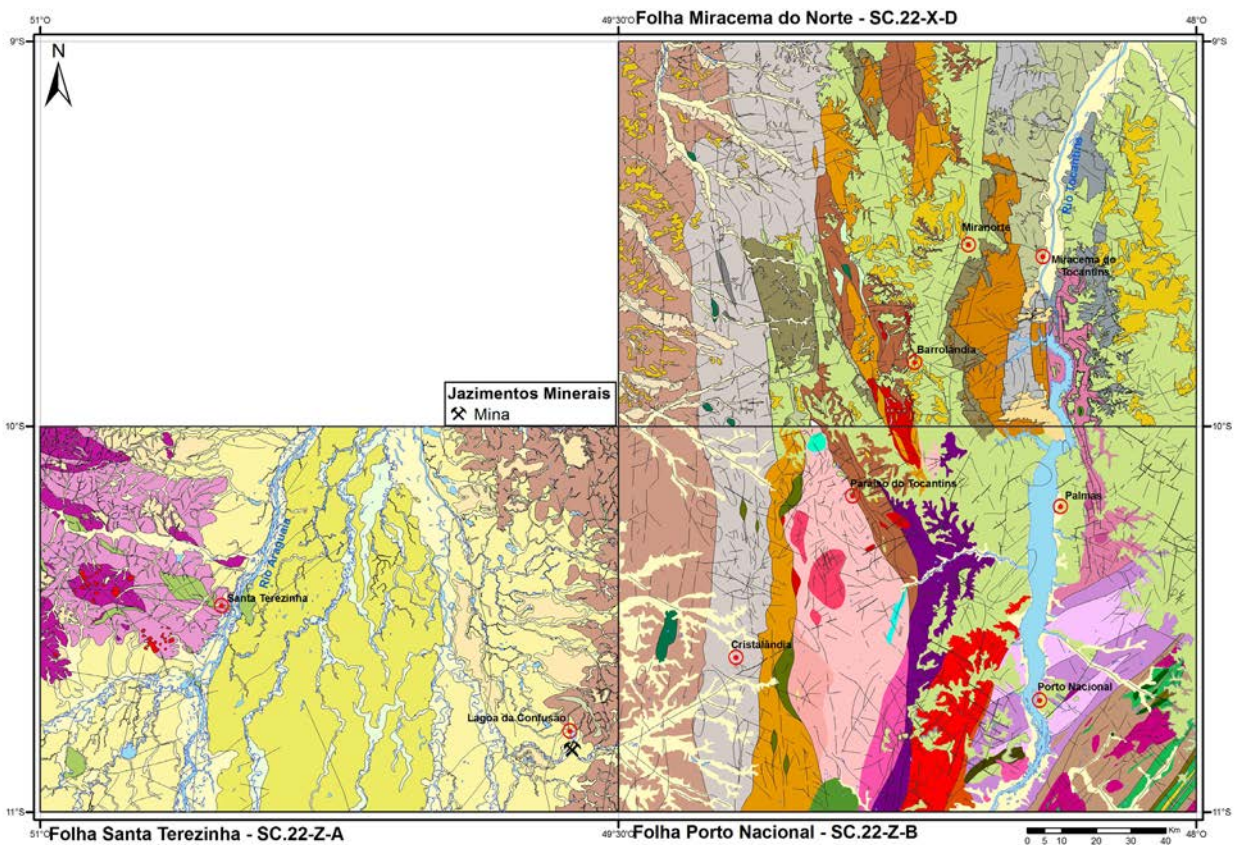 Folha Miracema do Norte - SC.22-X-D
51°O
49°30'O
48°O
9°S
9°S
N
Rio Tocantins
Miranorte
Miracema do
Tocantins
Barrolândia
Jazimentos Minerais
Mina
10°S
10°S
Paraíso do Tocantins
Palmas
Rio Araguaia
Santa Terezinha
Cristalândia
Porto Nacional
Lagoa da Confusão
11°S
11°S
51°O
49°30'O
48°O
Folha Santa Terezinha - SC.22-Z-A
Folha Porto Nacional - SC.22-Z-B
Km
0 5 10 20 30 40